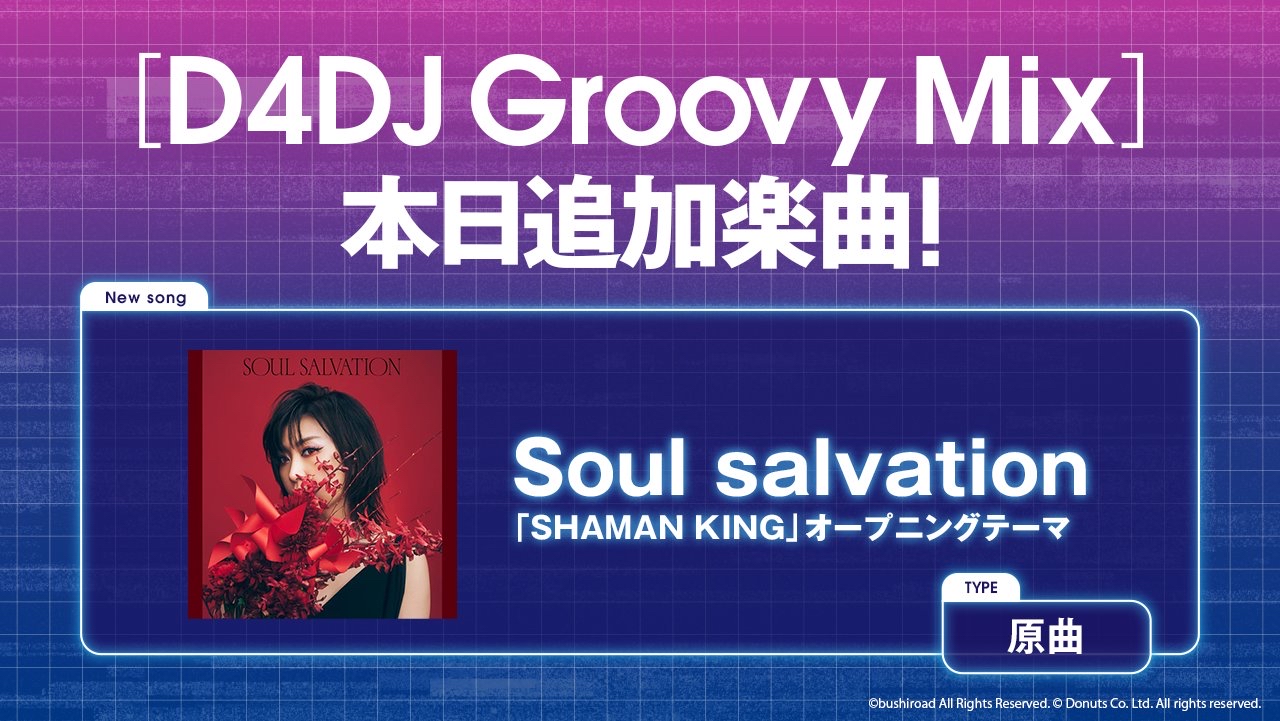 [D4DJ Groovy Mix]
本日追加楽曲!
New song
SOUL SALVATION
Soul salvation
「SHAMAN KING」オープニングテーマ
TYPE
原曲
©bushiroad All Rights Reserved. © Donuts Co. Ltd. All rights reserved.